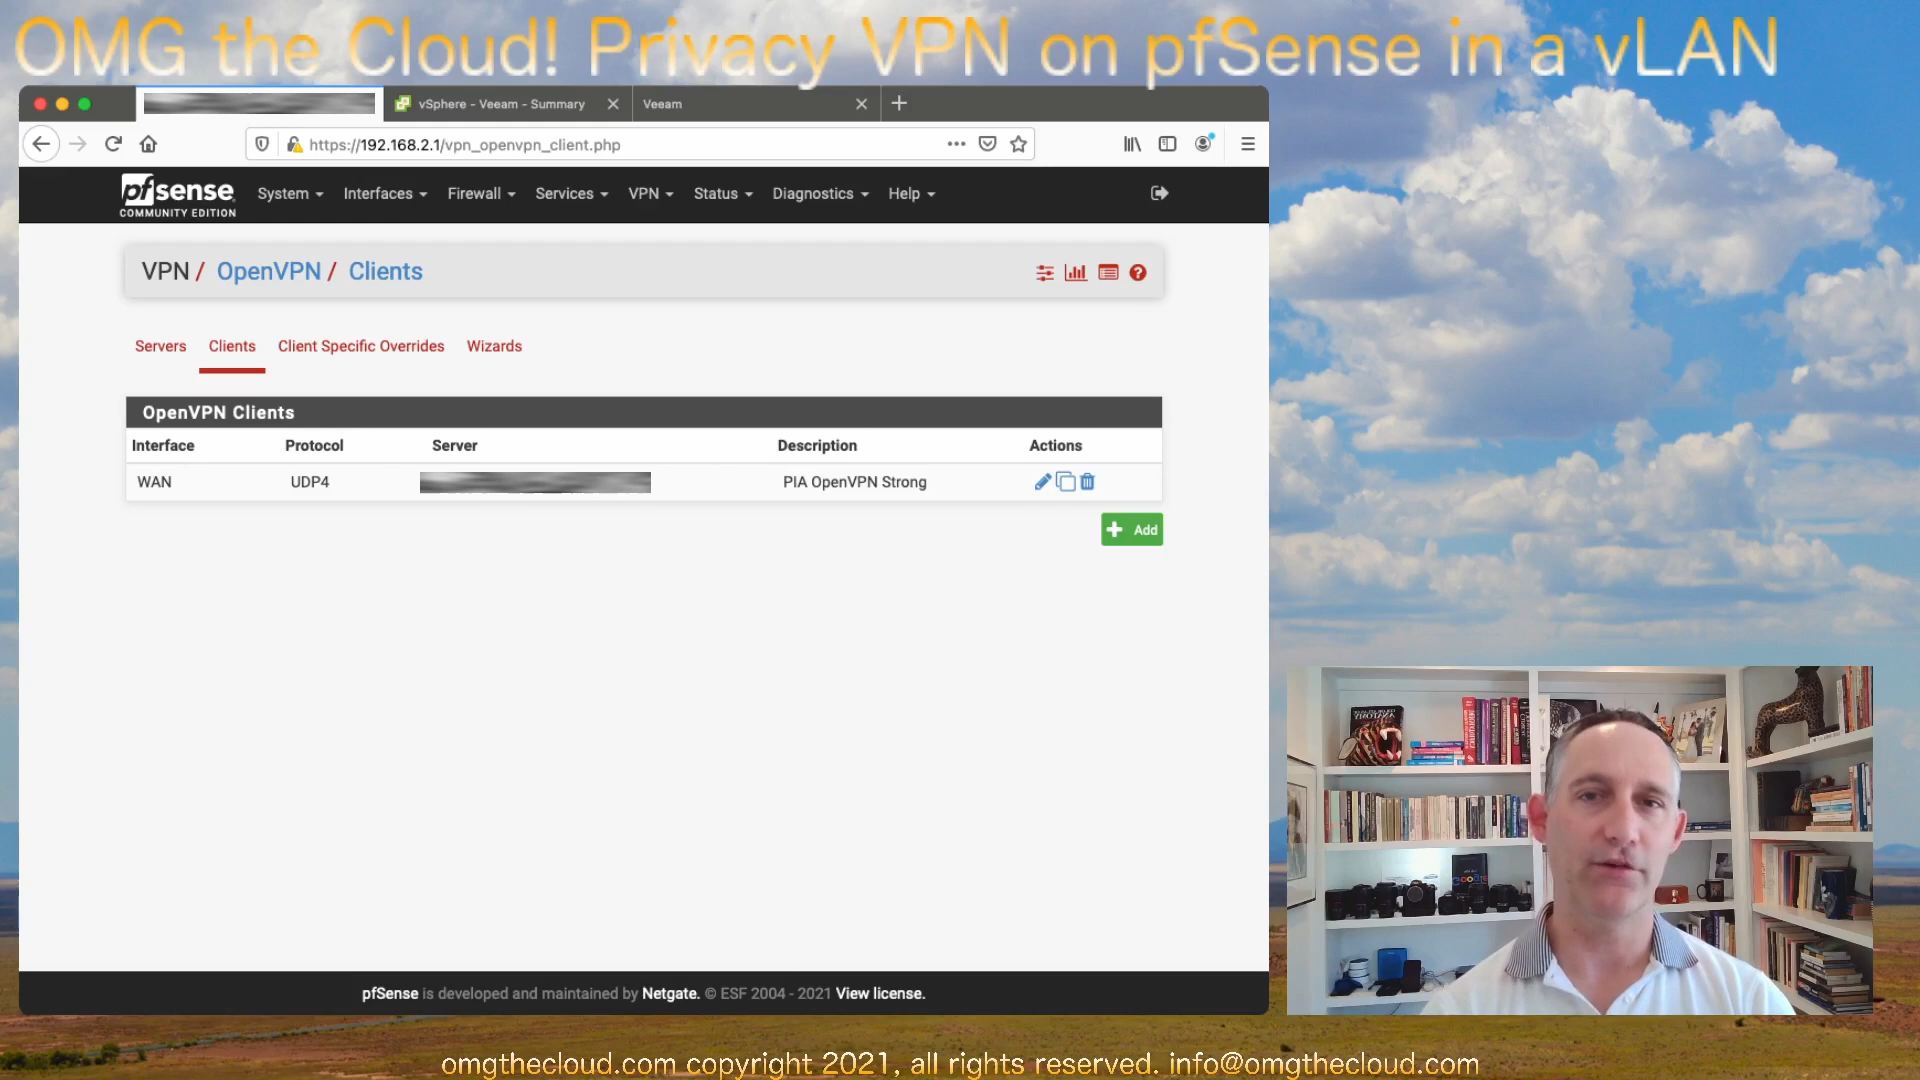 OMG the Cloud! Privacy VPN on pfSense in a vLAN
vSphere - Veeam - Summary
Veeam
https://192.168.2.1/vpn_openvpn_client.php
pfsense
COMMUNITY EDITION
System Interfaces Firewall Services VPN Status Diagnostics Help
VPN / OpenVPN / Clients
Servers Clients Client Specific Overrides Wizards
OpenVPN Clients
Interface Protocol Server Description Actions
WAN UDP4 PIA OpenVPN Strong
Add
pfSense is developed and maintained by Netgate. © ESF 2004 - 2021 View license.
omgthecloud.com copyright 2021, all rights reserved. info@omgthecloud.com